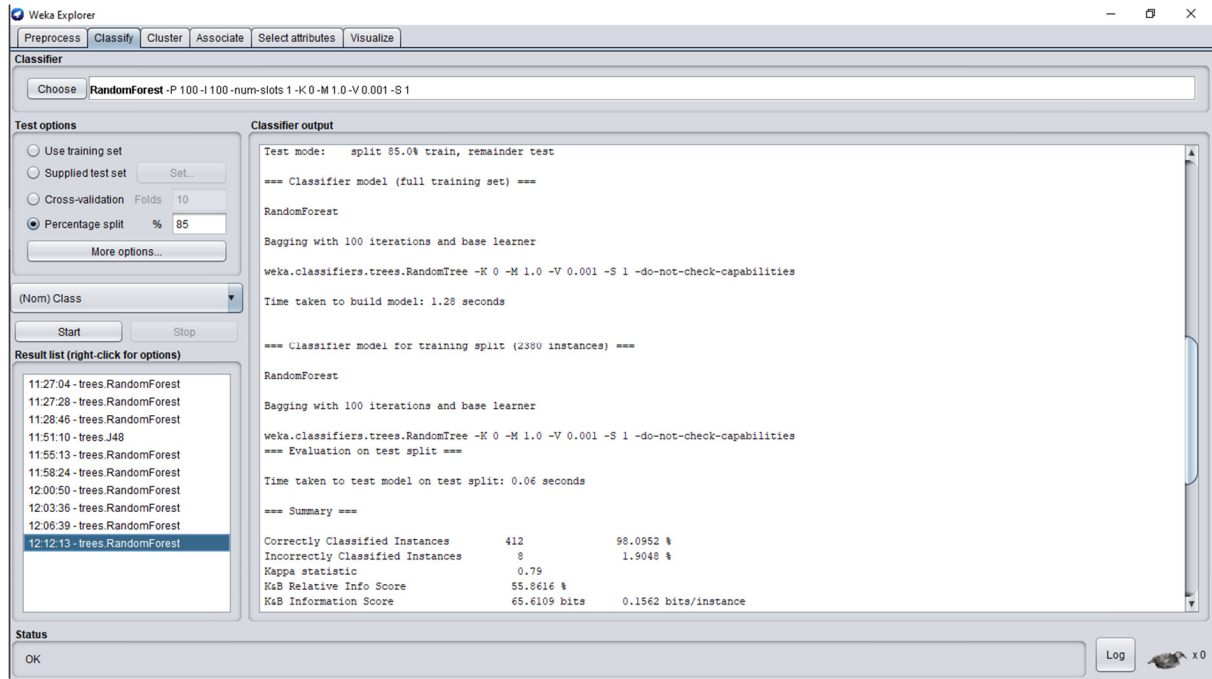 Weka Explorer
Preprocess Classify Cluster Associate Select attributes Visualize
Classifier
Choose RandomForest -P 100 -I 100 -num-slots 1 -K 0 -M 1.0 -V 0.001 -S 1
Test options
Use training set
Supplied test set Set...
Cross-validation Folds 10
Percentage split % 85
More options...
(Nom) Class
Start Stop
Result list (right-click for options)
11:27:04 - trees.RandomForest
11:27:28 - trees.RandomForest
11:28:46 - trees.RandomForest
11:51:10 - trees.J48
11:55:13 - trees.RandomForest
11:58:24 - trees.RandomForest
12:00:50 - trees.RandomForest
12:03:36 - trees.RandomForest
12:06:39 - trees.RandomForest
12:12:13 - trees.RandomForest
Classifier output
Test mode: split 85.0% train, remainder test
=== Classifier model (full training set) ===
RandomForest
Bagging with 100 iterations and base learner
weka.classifiers.trees.RandomTree -K 0 -M 1.0 -V 0.001 -S 1 -do-not-check-capabilities
Time taken to build model: 1.28 seconds
=== Classifier model for training split (2380 instances) ===
RandomForest
Bagging with 100 iterations and base learner
weka.classifiers.trees.RandomTree -K 0 -M 1.0 -V 0.001 -S 1 -do-not-check-capabilities
=== Evaluation on test split ===
Time taken to test model on test split: 0.06 seconds
=== Summary ===
Correctly Classified Instances 412 98.0952 %
Incorrectly Classified Instances 8 1.9048 %
Kappa statistic 0.79
K&B Relative Info Score 55.8616 %
K&B Information Score 65.6109 bits 0.1562 bits/instance
Status
OK
Log x 0